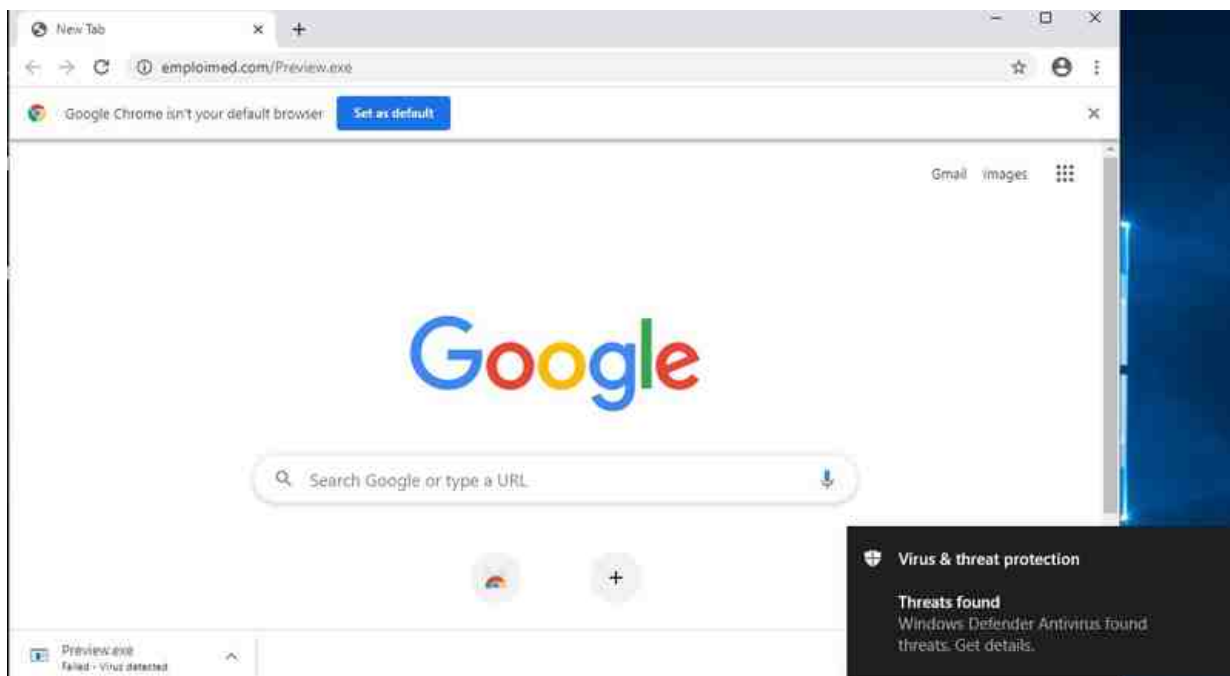 New Tab
emploimed.com/Preview.exe
Google Chrome isn't your default browser
Set as default
Gmail Images
Google
Search Google or type a URL
Virus & threat protection
Threats found
Windows Defender Antivirus found
threats. Get details.
Preview.exe
Failed - Virus detected